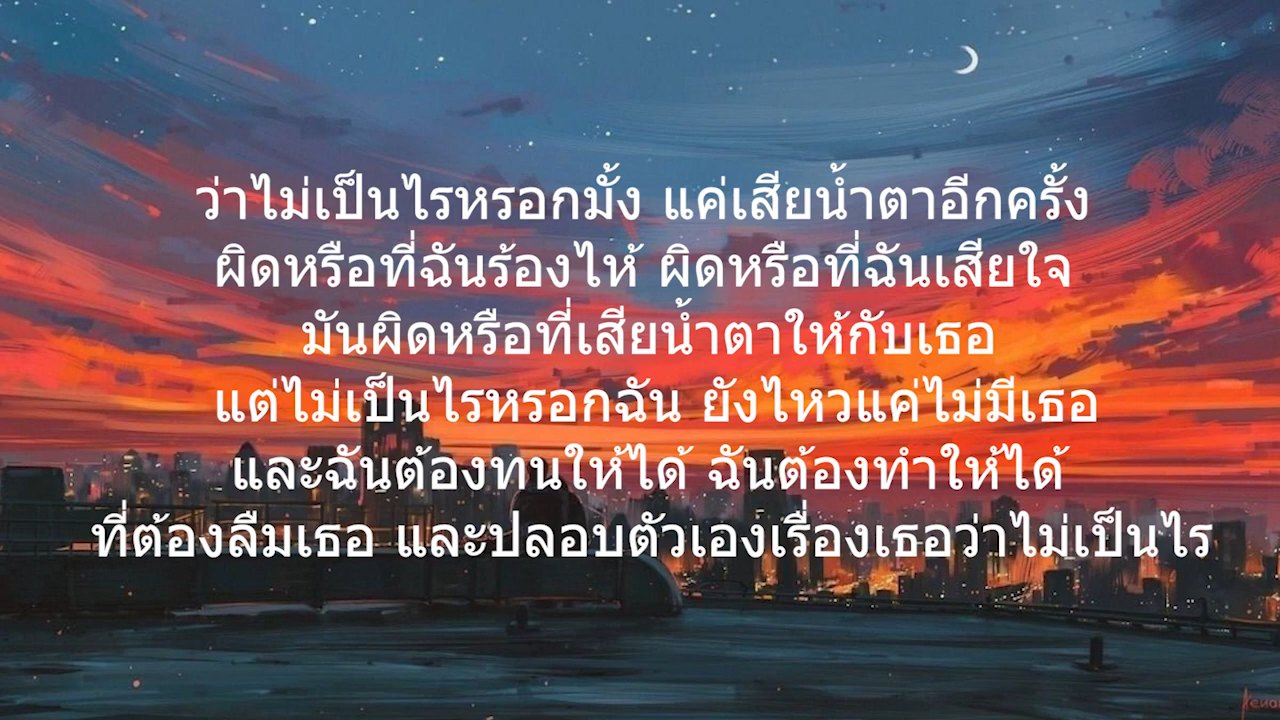 ว่าไม่เป็นไรหรอกมั้ง แค่เสียน้ำตาอีกครั้ง
ผิดหรือที่ฉันร้องไห้ ผิดหรือที่ฉันเสียใจ
มันผิดหรือที่เสียน้ำตาให้กับเธอ
แต่ไม่เป็นไรหรอกฉัน ยังไหวแค่ไม่มีเธอ
และฉันต้องทนให้ได้ ฉันต้องทำให้ได้
ที่ต้องลืมเธอ และปลอบตัวเองเรื่องเธอว่าไม่เป็นไร